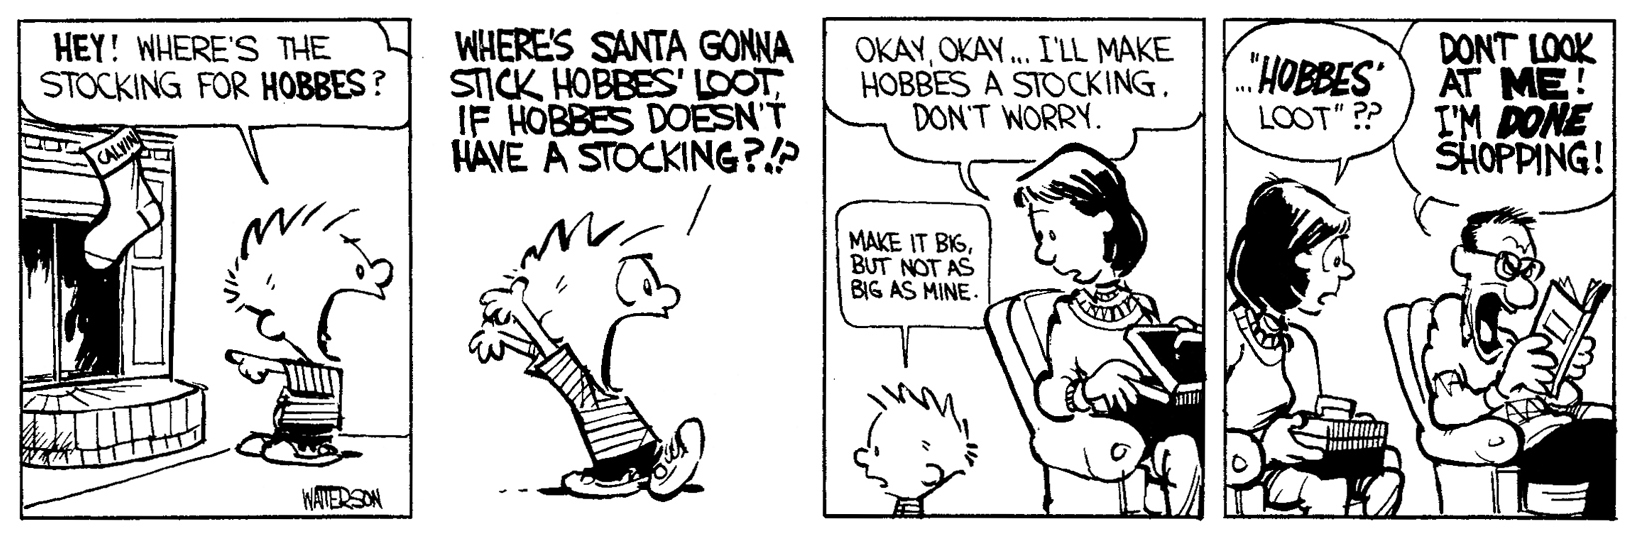 HEY! WHERE'S THE
STOCKING FOR HOBBES?
CALVIN
WATTERSON
WHERE'S SANTA GONNA
STICK HOBBES' LOOT,
IF HOBBES DOESN'T
HAVE A STOCKING?!?
OKAY, OKAY... I'LL MAKE
HOBBES A STOCKING.
DON'T WORRY.
MAKE IT BIG,
BUT NOT AS
BIG AS MINE.
..."HOBBES'
LOOT"??
DON'T LOOK
AT ME!
I'M DONE
SHOPPING!